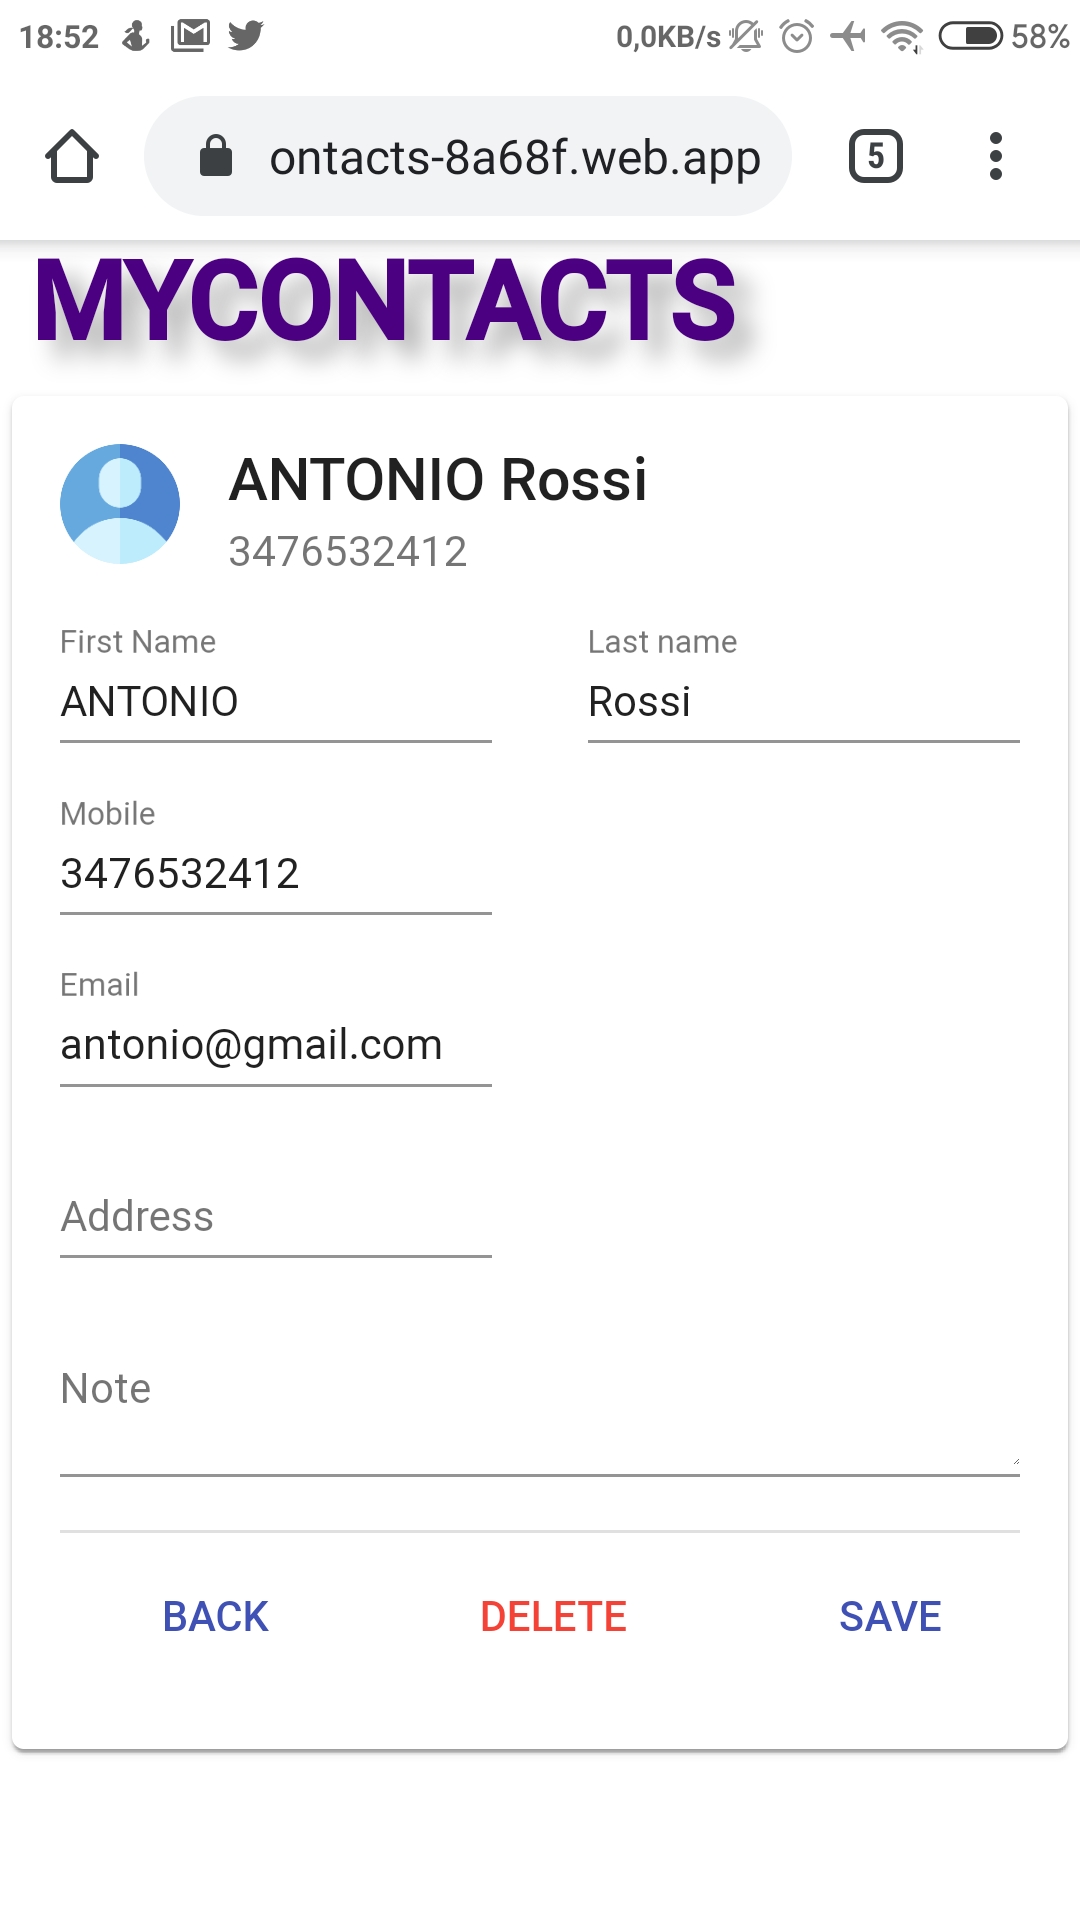 18:52 0,0KB/s 58%
ontacts-8a68f.web.app 5
MYCONTACTS
ANTONIO Rossi
3476532412
First Name Last name
ANTONIO Rossi
Mobile
3476532412
Email
antonio@gmail.com
Address
Note
BACK DELETE SAVE